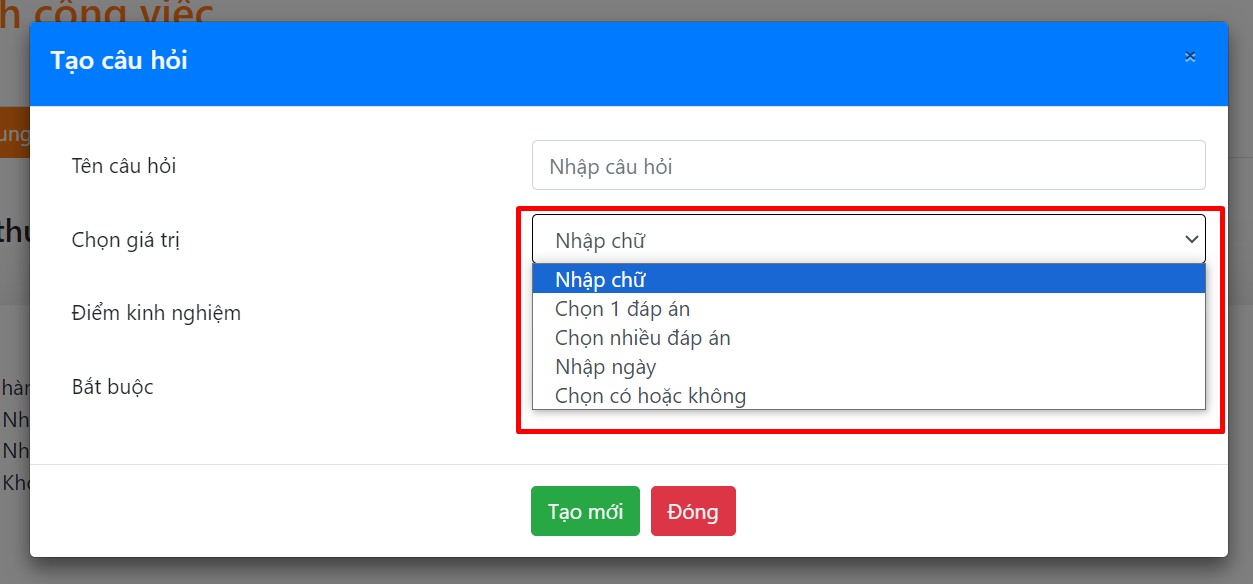 h công việc
Tạo câu hỏi
×
ung
Tên câu hỏi
Nhập câu hỏi
thu
Chọn giá trị
Nhập chữ
Nhập chữ
Chọn 1 đáp án
Điểm kinh nghiệm
Chọn nhiều đáp án
Nhập ngày
Bắt buộc
Chọn có hoặc không
hàn
Nh
Nh
Kh
Tạo mới
Đóng